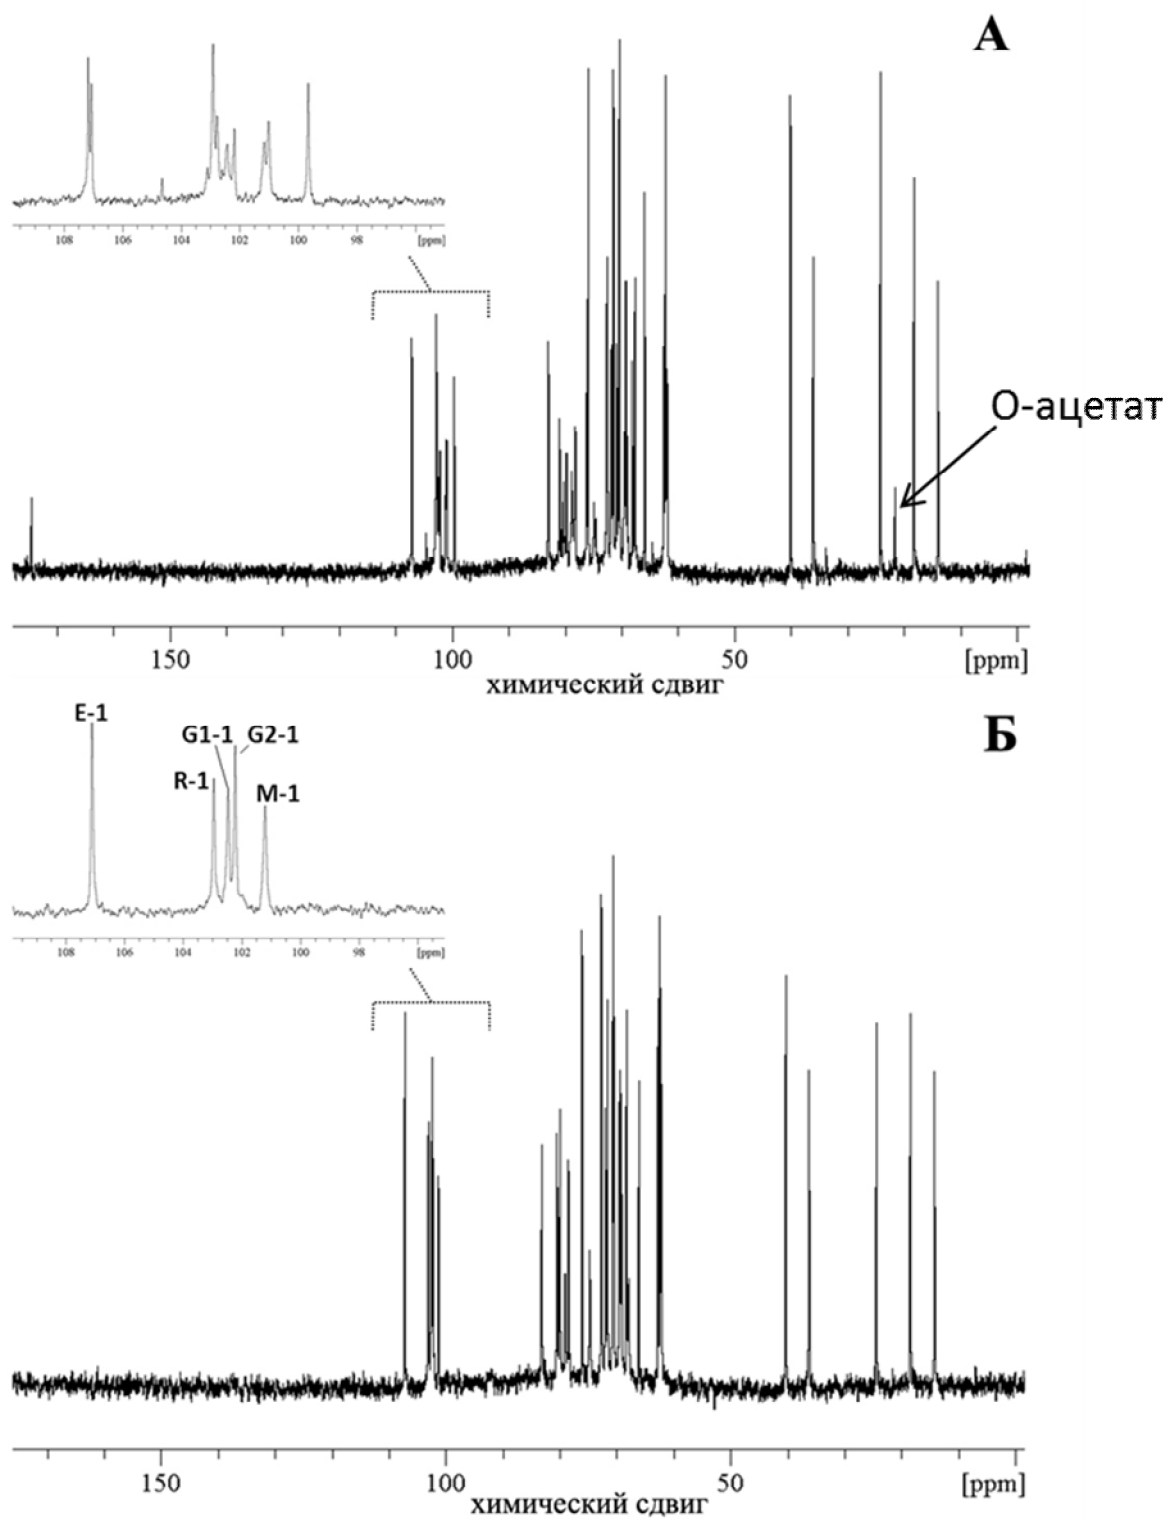 А
108 106 104 102 100 98 [ppm]
О-ацетат
150 100 50 [ppm]
химический сдвиг
Б
E-1
G1-1 G2-1
R-1
M-1
108 106 104 102 100 98 [ppm]
150 100 50 [ppm]
химический сдвиг